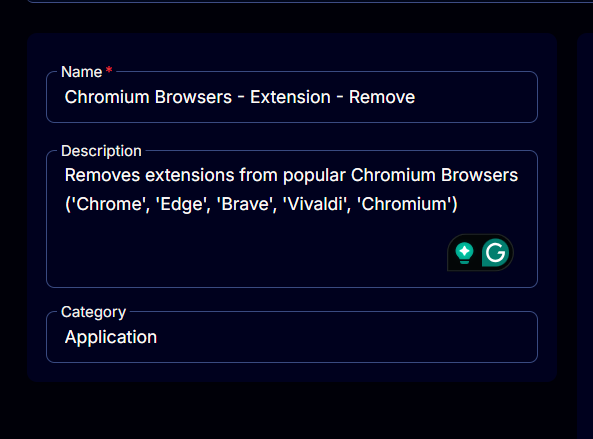 Name *
Chromium Browsers - Extension - Remove
Description
Removes extensions from popular Chromium Browsers
('Chrome', 'Edge', 'Brave', 'Vivaldi', 'Chromium')
Category
Application